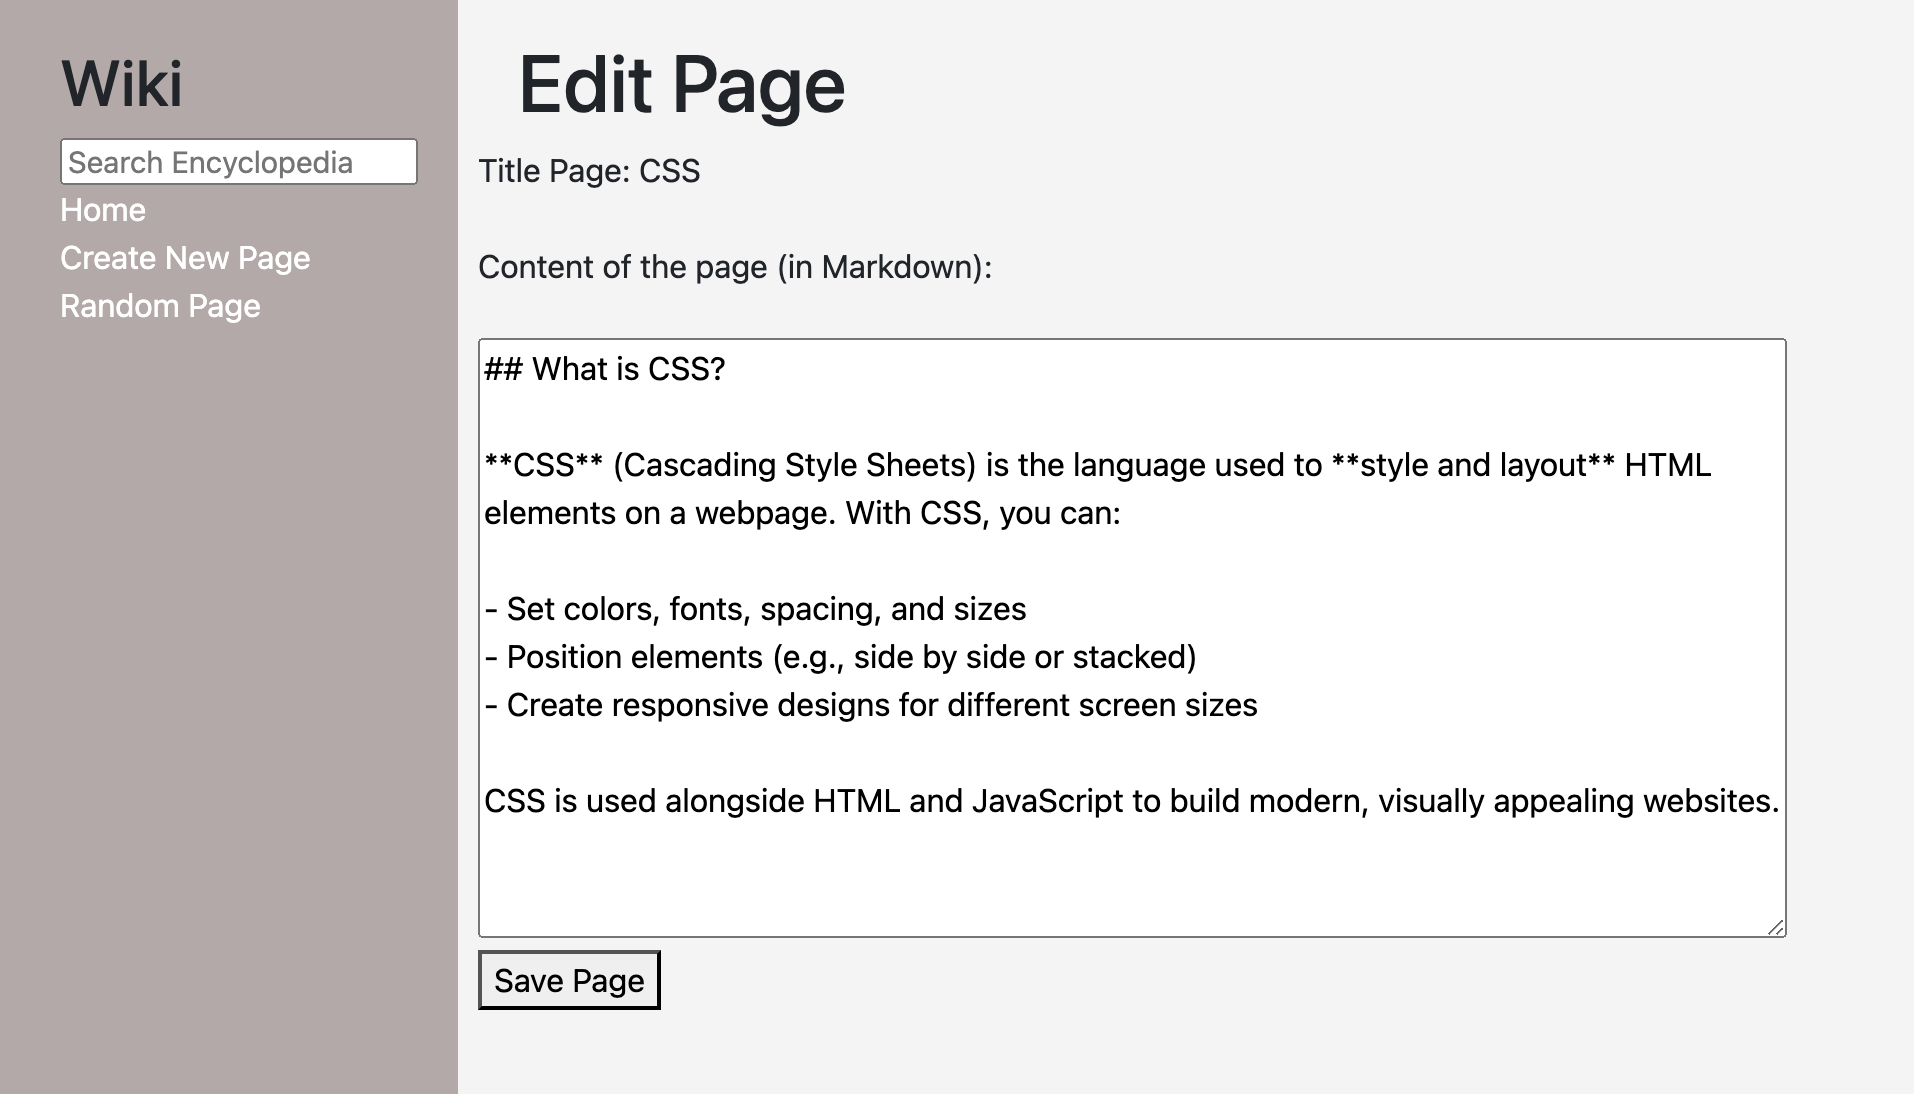 Wiki
Search Encyclopedia
Home
Create New Page
Random Page
Edit Page
Title Page: CSS
Content of the page (in Markdown):
## What is CSS?
**CSS** (Cascading Style Sheets) is the language used to **style and layout** HTML
elements on a webpage. With CSS, you can:
- Set colors, fonts, spacing, and sizes
- Position elements (e.g., side by side or stacked)
- Create responsive designs for different screen sizes
CSS is used alongside HTML and JavaScript to build modern, visually appealing websites.
Save Page